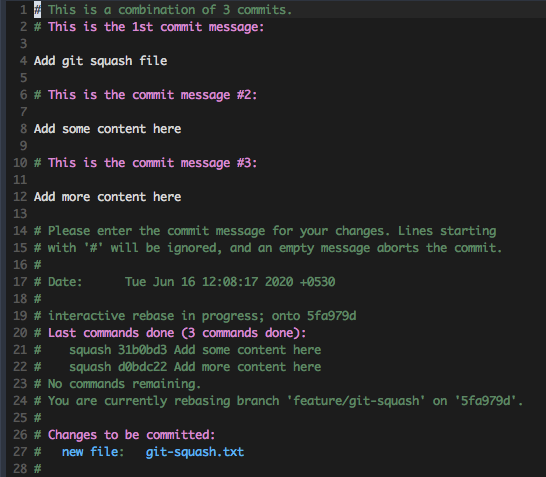 1 # This is a combination of 3 commits.
2 # This is the 1st commit message:
3
4 Add git squash file
5
6 # This is the commit message #2:
7
8 Add some content here
9
10 # This is the commit message #3:
11
12 Add more content here
13
14 # Please enter the commit message for your changes. Lines starting
15 # with '#' will be ignored, and an empty message aborts the commit.
16 #
17 # Date:      Tue Jun 16 12:08:17 2020 +0530
18 #
19 # interactive rebase in progress; onto 5fa979d
20 # Last commands done (3 commands done):
21 #    squash 31b0bd3 Add some content here
22 #    squash d0bdc22 Add more content here
23 # No commands remaining.
24 # You are currently rebasing branch 'feature/git-squash' on '5fa979d'.
25 #
26 # Changes to be committed:
27 #   new file:   git-squash.txt
28 #